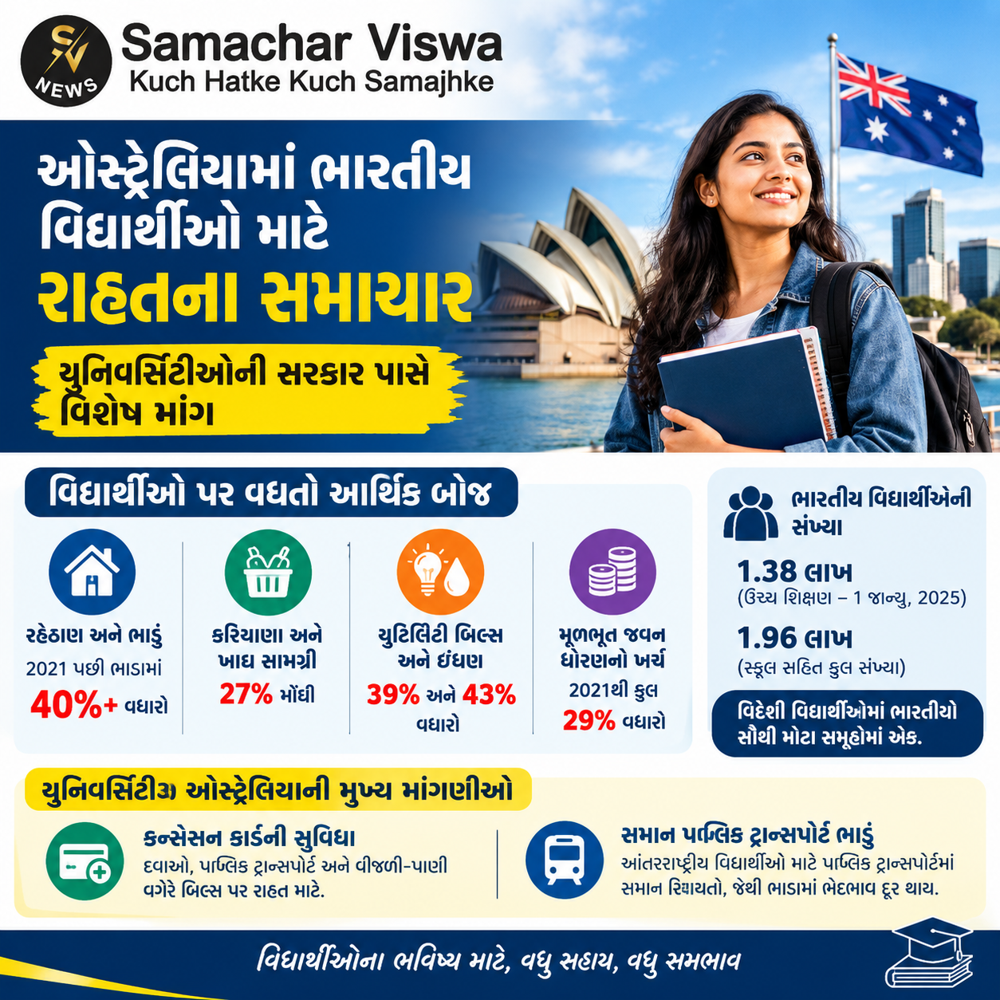 SV
NEWS
Samachar Viswa
Kuch Hatke Kuch Samajhke
ઓસ્ટ્રેલિયામાં ભારતીય
વિદ્યાર્થીઓ માટે
રાહતના સમાચાર
યુનિવર્સિટીઓની સરકાર પાસે
વિશેષ માંગ
વિદ્યાર્થીઓ પર વધતો આર્થિક બોજ
રહેઠાણ અને ભાડું
2021 પછી ભાડામાં
40%+ વધારો
કરિયાણા અને
ખાદ્ય સામગ્રી
27% મોંઘી
યુટિલિટી બિલ્સ
અને ઇંધણ
39% અને 43%
વધારો
મૂળભૂત જવન
ધોરણનો ખર્ચ
2021થી કુલ
29% વધારો
ભારતીય વિદ્યાર્થીએની
સંખ્યા
1.38 લાખ
(ઉચ્ચ શિક્ષણ – 1 જાન્યુ, 2025)
1.96 લાખ
(સ્કૂલ સહિત કુલ સંખ્યા)
વિદેશી વિદ્યાર્થીઓમાં ભારતીયો
સૌથી મોટા સમૂહોમાં એક.
ઓસ્ટ્રેલિયાની મુખ્ય માંગણીઓ
કન્સેસન કાર્ડની સુવિધા
દવાઓ, પબ્લિક ટ્રાન્સપોર્ટ અને વીજળી-પાણી
વગેરે બિલ્સ પર રાહત માટે.
સમાન પબ્લિક ટ્રાન્સપોર્ટ ભાડું
આંતરરાષ્ટ્રીય વિદ્યાર્થીઓ માટે પબ્લિક ટ્રાન્સપોર્ટમાં
સમાન જેથી ભાડામાં ભેદભાવ દૂર થાય.
વિદ્યાર્થીઓના ભવિષ્ય માટે, વધુ સહાય, વધુ સમભાવ